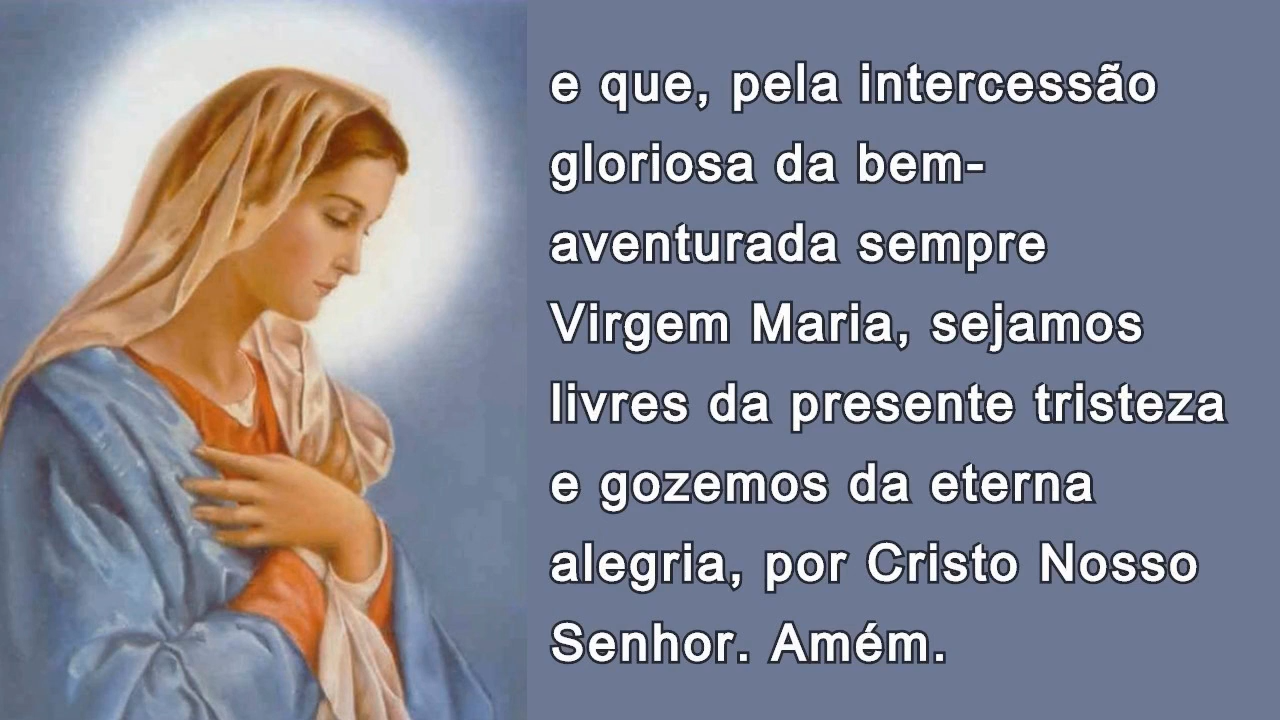 e que, pela intercessão
gloriosa da bem-
aventurada sempre
Virgem Maria, sejamos
livres da presente tristeza
e gozemos da eterna
alegria, por Cristo Nosso
Senhor. Amém.